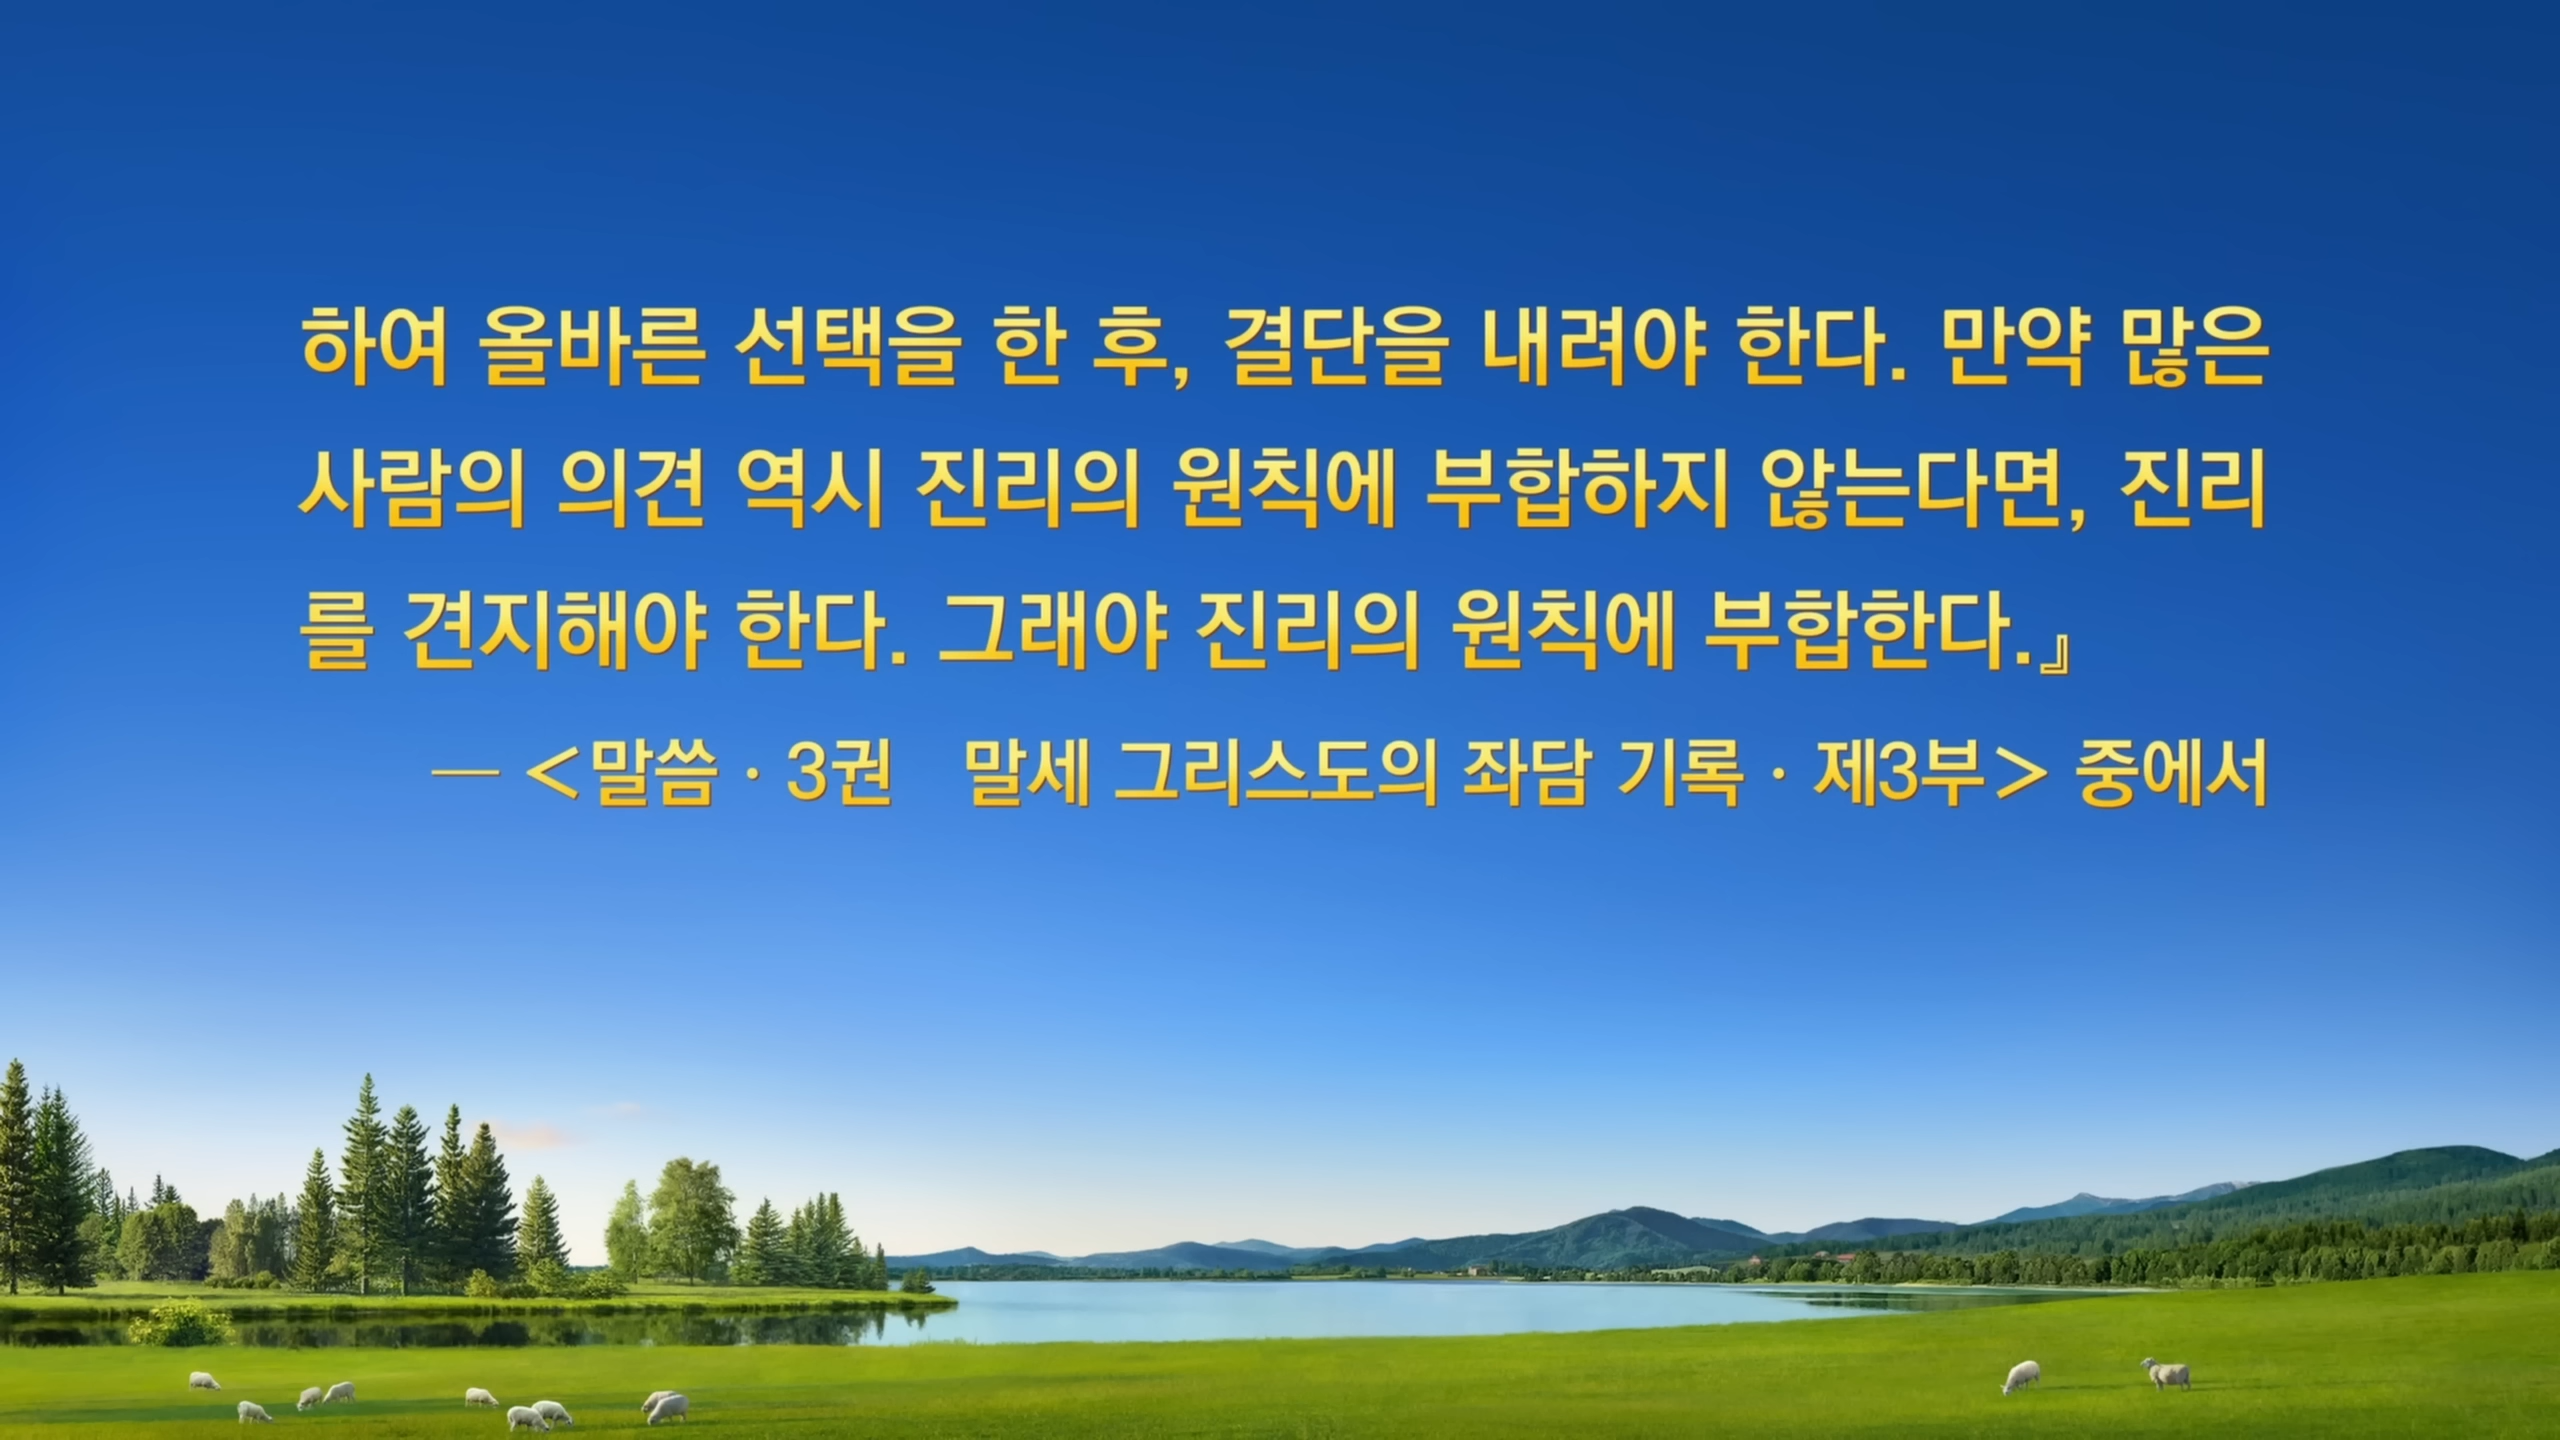 하여 올바른 선택을 한 후, 결단을 내려야 한다. 만약 많은
사람의 의견 역시 진리의 원칙에 부합하지 않는다면, 진리
를 견지해야 한다. 그래야 진리의 원칙에 부합한다.』
― <말씀 · 3권 말세 그리스도의 좌담 기록 · 제3부> 중에서